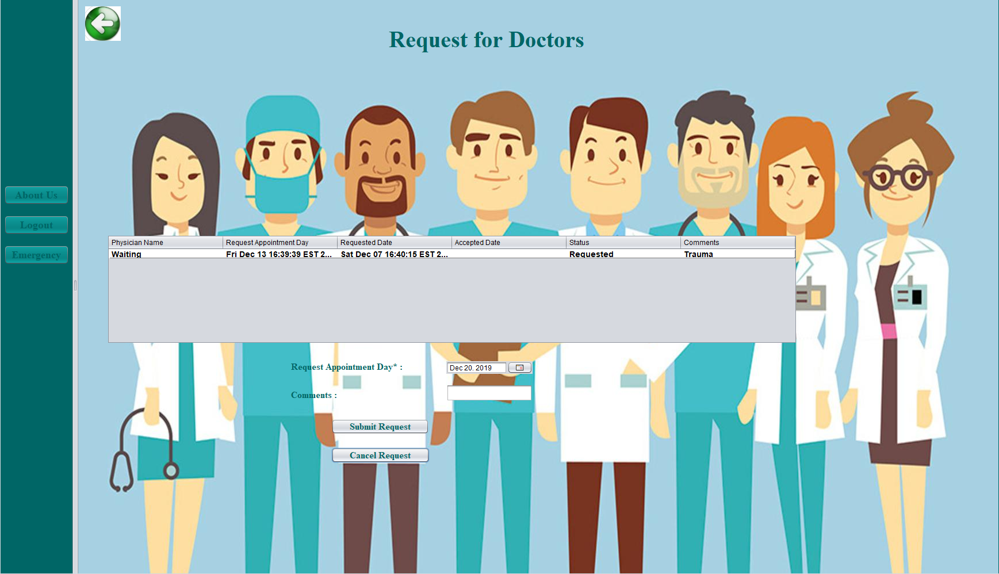 Request for Doctors
About Us
Logout
Emergency
Physician Name Request Appointment Day Requested Date Accepted Date Status Comments
Waiting Fri Dec 13 16:39:39 EST 2... Sat Dec 07 16:40:15 EST 2... Requested Trauma
Request Appointment Day* : Dec 20. 2019
Comments :
Submit Request
Cancel Request